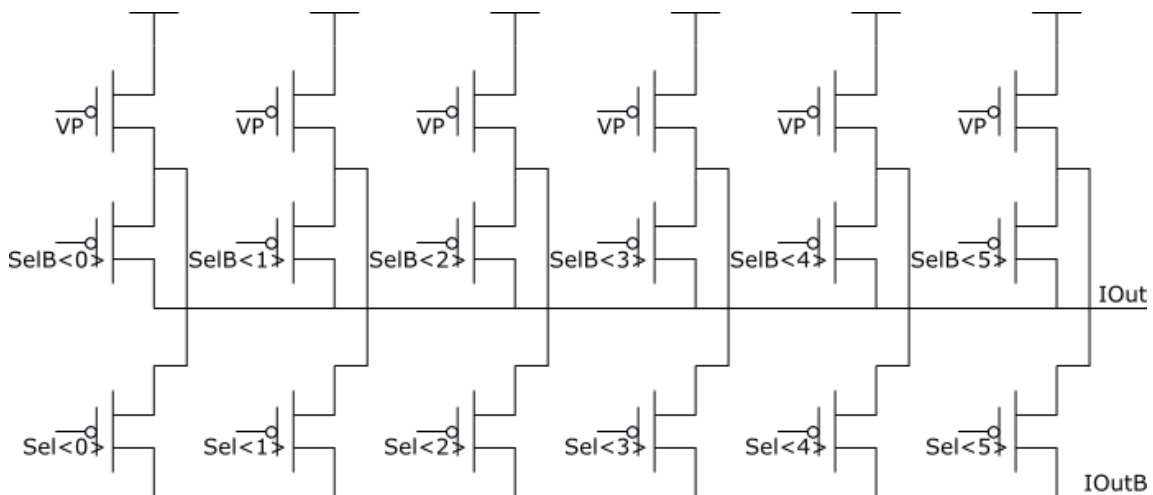 VP VP VP VP VP VP
SelB<0> SelB<1> SelB<2> SelB<3> SelB<4> SelB<5>
IOut
Sel<0> Sel<1> Sel<2> Sel<3> Sel<4> Sel<5>
IOutB